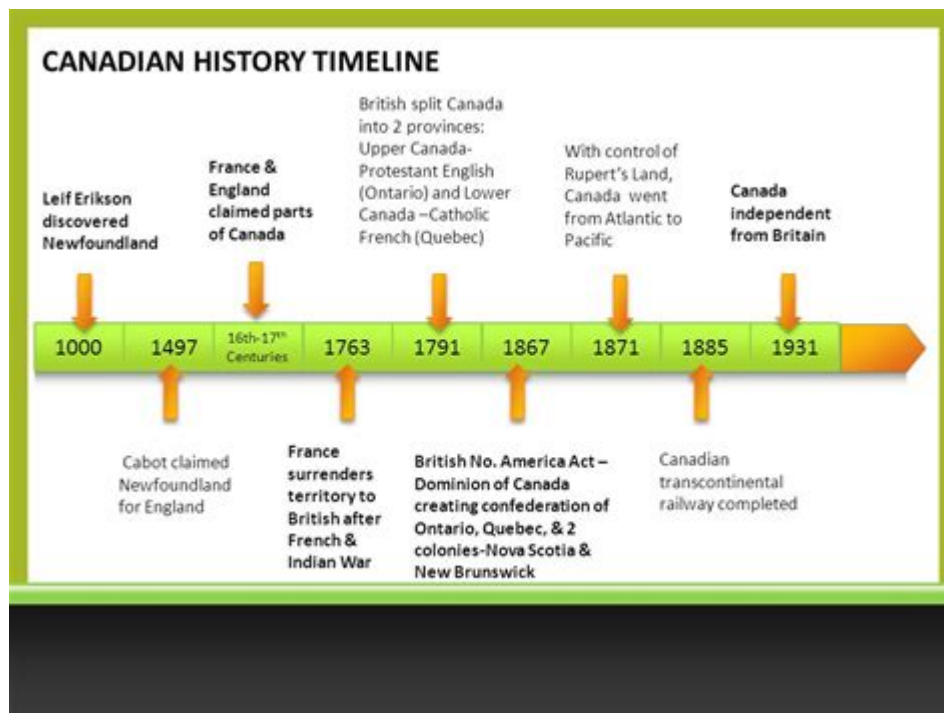 CANADIAN HISTORY TIMELINE
Leif Erikson
discovered
Newfoundland
France &
England
claimed parts
of Canada
British split Canada
into 2 provinces:
Upper Canada-
Protestant English
(Ontario) and Lower
Canada –Catholic
French (Quebec)
With control of
Rupert's Land,
Canada went
from Atlantic to
Pacific
Canada
independent
from Britain
1000
1497
16th-17th
Centuries
1763
1791
1867
1871
1885
1931
Cabot claimed
Newfoundland
for England
France
surrenders
territory to
British after
French &
Indian War
British No. America Act –
Dominion of Canada
creating confederation of
Ontario, Quebec, & 2
colonies-Nova Scotia &
New Brunswick
Canadian
transcontinental
railway completed